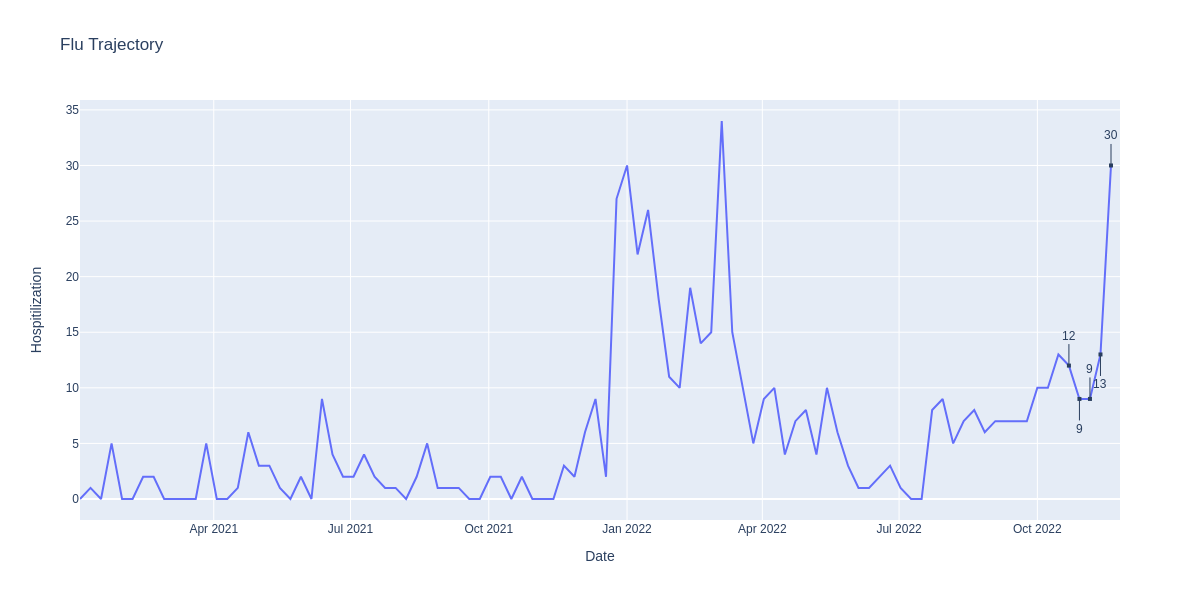 Flu Trajectory
35
30
25
20
15
10
5
0
Hospitilization
30
12
9
13
9
Apr 2021
Jul 2021
Oct 2021
Jan 2022
Apr 2022
Jul 2022
Oct 2022
Date